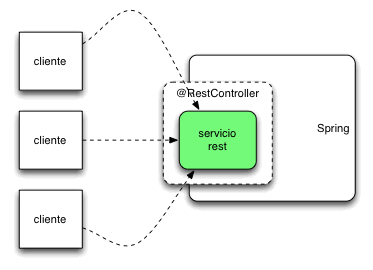 cliente
@RestController
cliente
servicio
rest
Spring
cliente